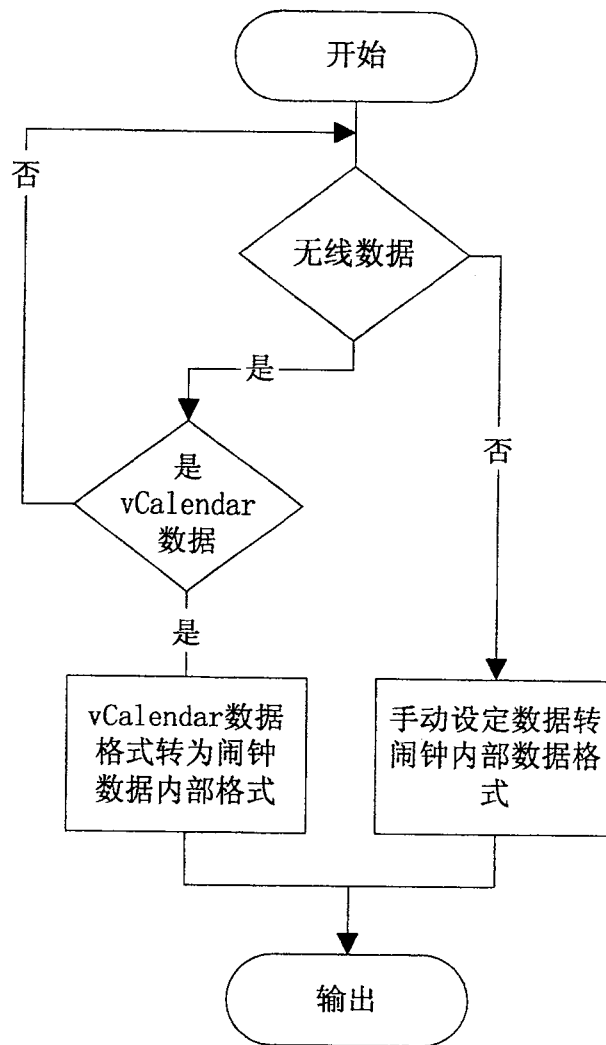 开始
否
无线数据
是
否
是
vCalendar
数据
是
vCalendar数据
格式转为闹钟
数据内部格式
手动设定数据转
闹钟内部数据格
式
输出